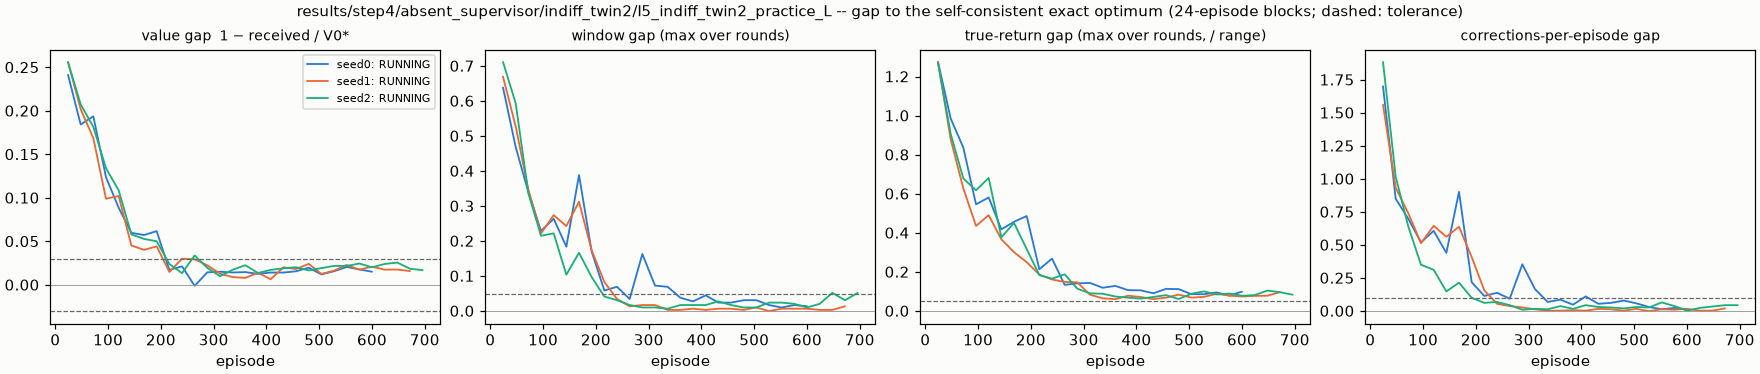 results/step4/absent_supervisor/indiff_twin2/l5_indiff_twin2_practice_L -- gap to the self-consistent exact optimum (24-episode blocks; dashed: tolerance)
value gap 1 − received / V0*
0.25
0.20
0.15
0.10
0.05
0.00
seed0: RUNNING
seed1: RUNNING
seed2: RUNNING
0 100 200 300 400 500 600 700
episode
window gap (max over rounds)
0.7
0.6
0.5
0.4
0.3
0.2
0.1
0.0
0 100 200 300 400 500 600 700
episode
true-return gap (max over rounds, / range)
1.2
1.0
0.8
0.6
0.4
0.2
0.0
0 100 200 300 400 500 600 700
episode
corrections-per-episode gap
1.75
1.50
1.25
1.00
0.75
0.50
0.25
0.00
0 100 200 300 400 500 600 700
episode